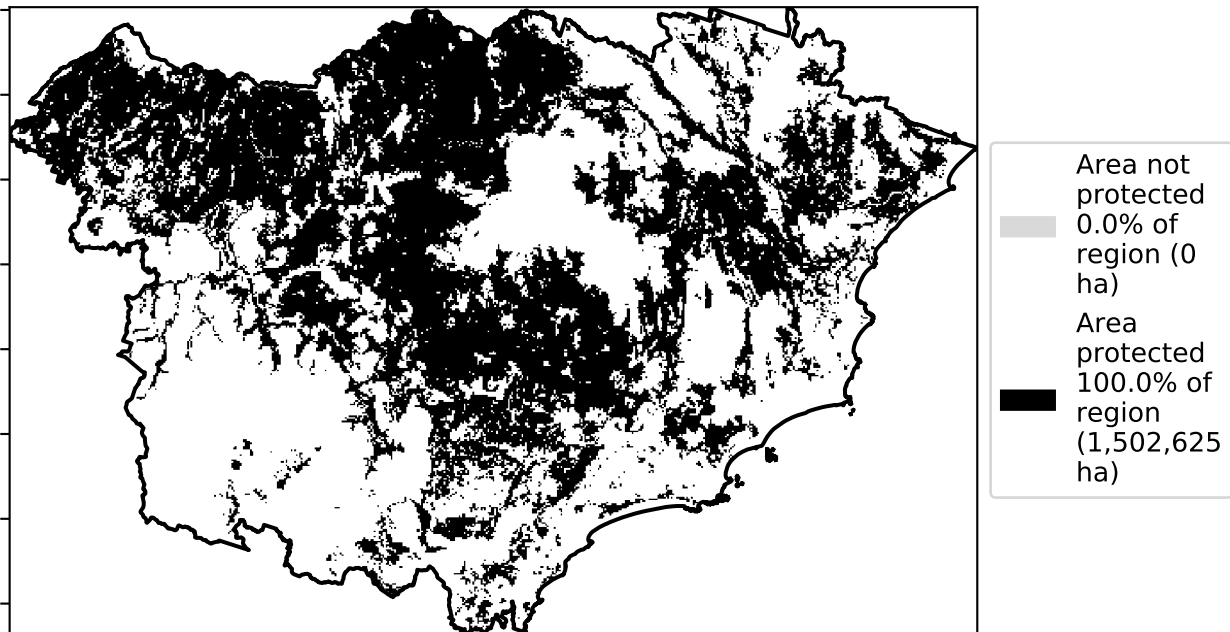 Area not
protected
0.0% of
region (0
ha)
Area
protected
100.0% of
region
(1,502,625
ha)